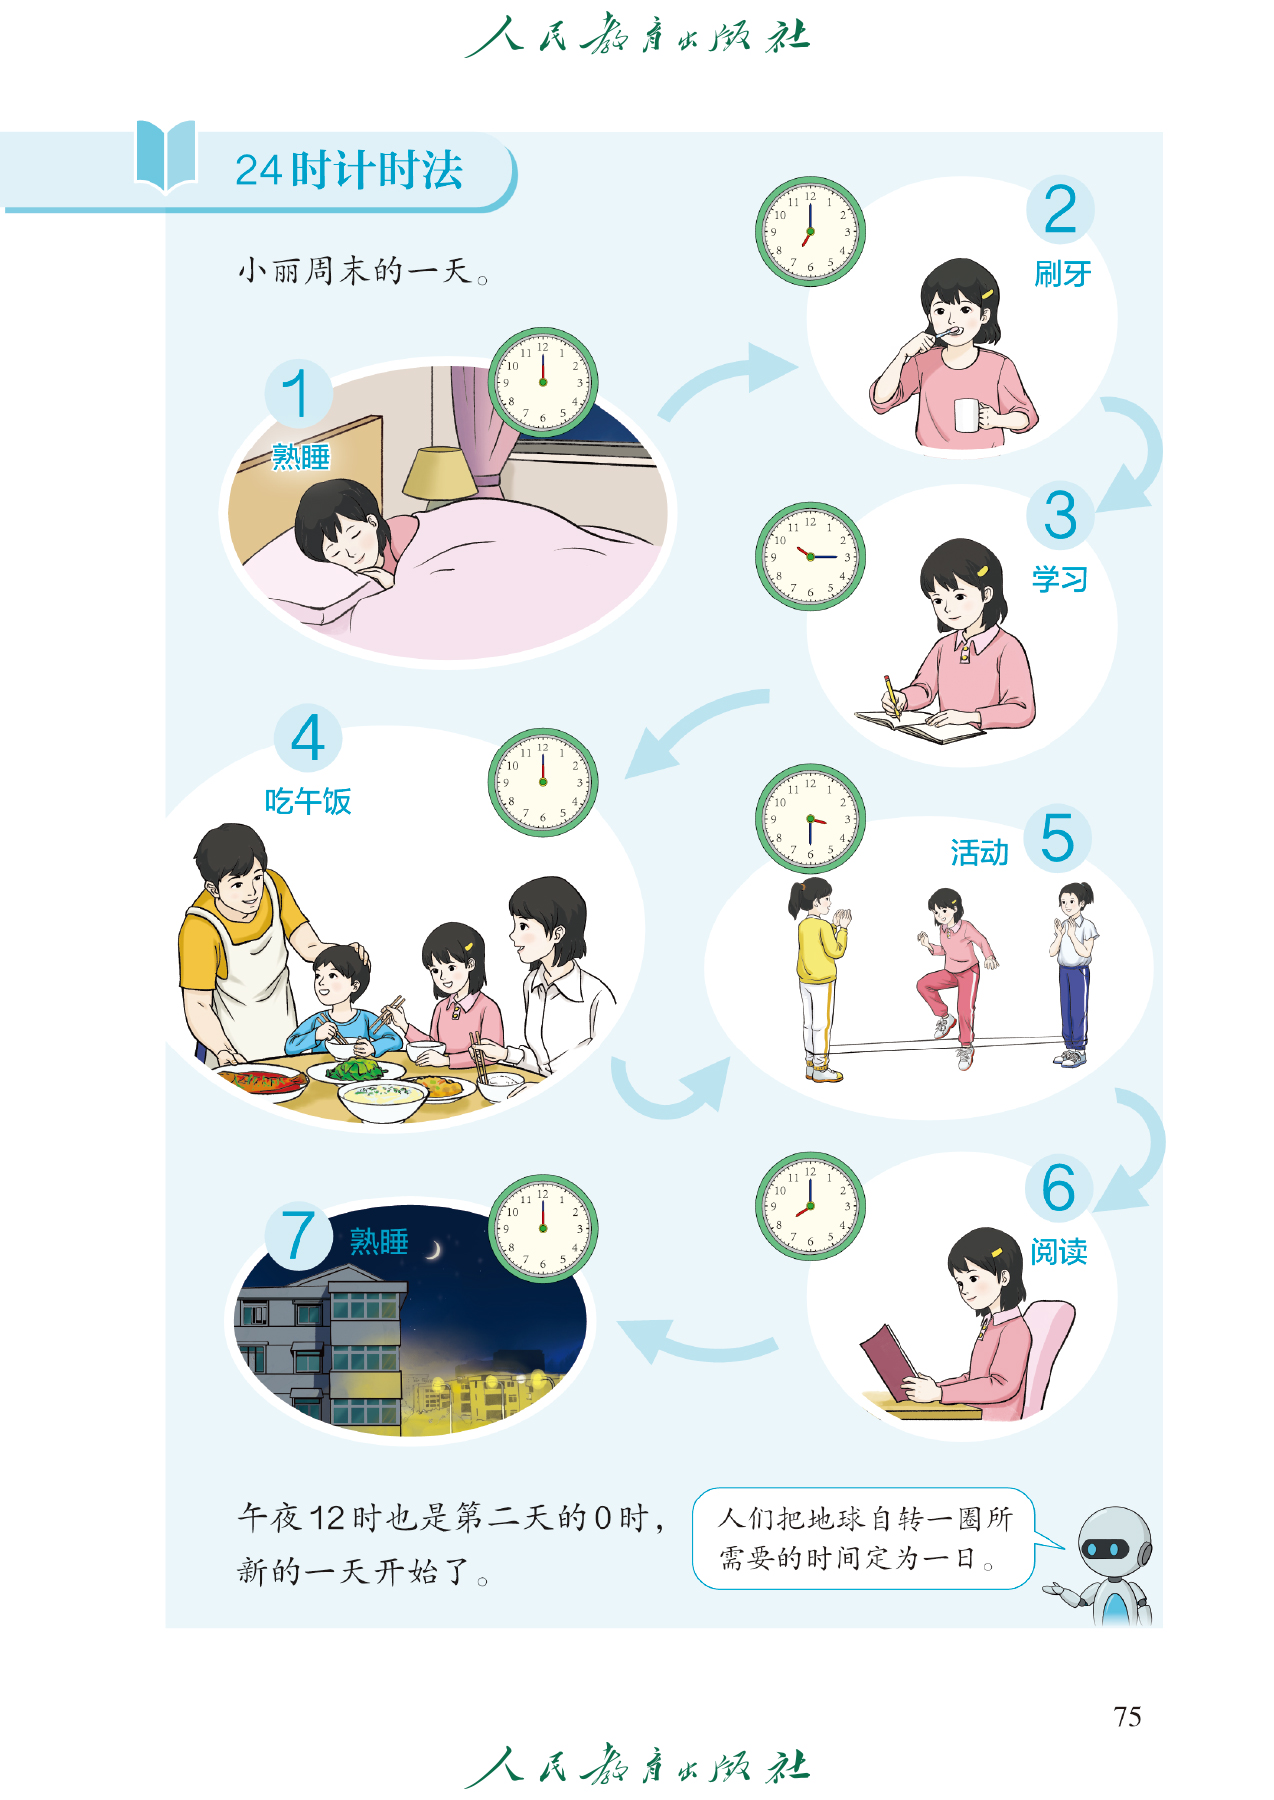 人民教育出版社
24时计时法
小丽周末的一天。
1
熟睡
2
刷牙
3
学习
4
吃午饭
5
活动
6
阅读
7
熟睡
午夜12时也是第二天的0时，
新的一天开始了。
人们把地球自转一圈所
需要的时间定为一日。
75
人民教育出版社